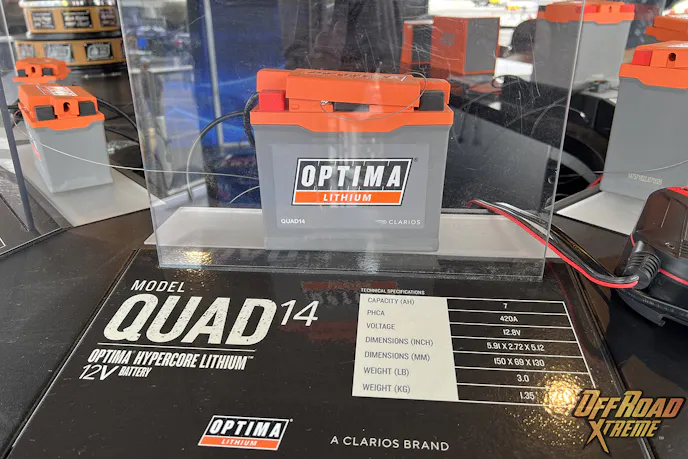 OPTIMA
LITHIUM
QUAD14
CLARIOS
MODEL
QUAD14
OPTIMA® HYPERCORE LITHIUM™
12V BATTERY
TECHNICAL SPECIFICATIONS
CAPACITY (AH) 7
PHCA 420A
VOLTAGE 12.8V
DIMENSIONS (INCH) 5.91 X 2.72 X 5.12
DIMENSIONS (MM) 150 X 69 X 130
WEIGHT (LB) 3.0
WEIGHT (KG) 1.35
OPTIMA®
LITHIUM
A CLARIOS BRAND
OFFROAD
XTREME™